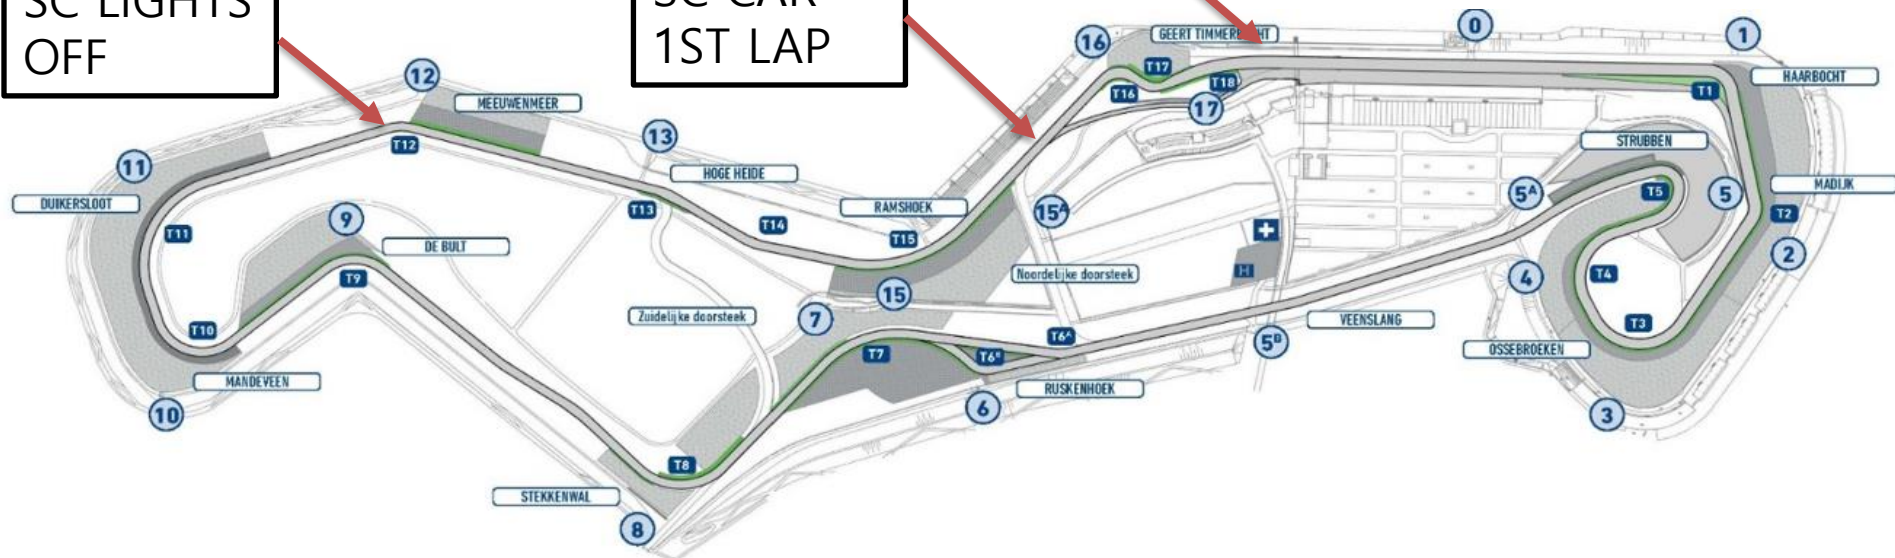 SC LIGHTS
OFF
SC CAR
1ST LAP
0
1
16
GEERT TIMMERBOCHT
T17
T16
T18
17
T1
HAARBOCHT
12
MEEUWENMEER
T12
13
HOGE HEIDE
11
DUIKERSLOOT
T11
9
DE BULT
T9
T10
MANDEVEEN
10
T13
T14
RAMSHOEK
T15
15
15A
Noordelijke doorsteek
H
STRUBBEN
5A
T5
5
MADIJK
T2
2
4
T4
T3
OSSEBROEKEN
3
VEENSLANG
5B
Zuidelijke doorsteek
7
T7
T6A
T6B
RUSKENHOEK
6
T8
STEKKENWAL
8